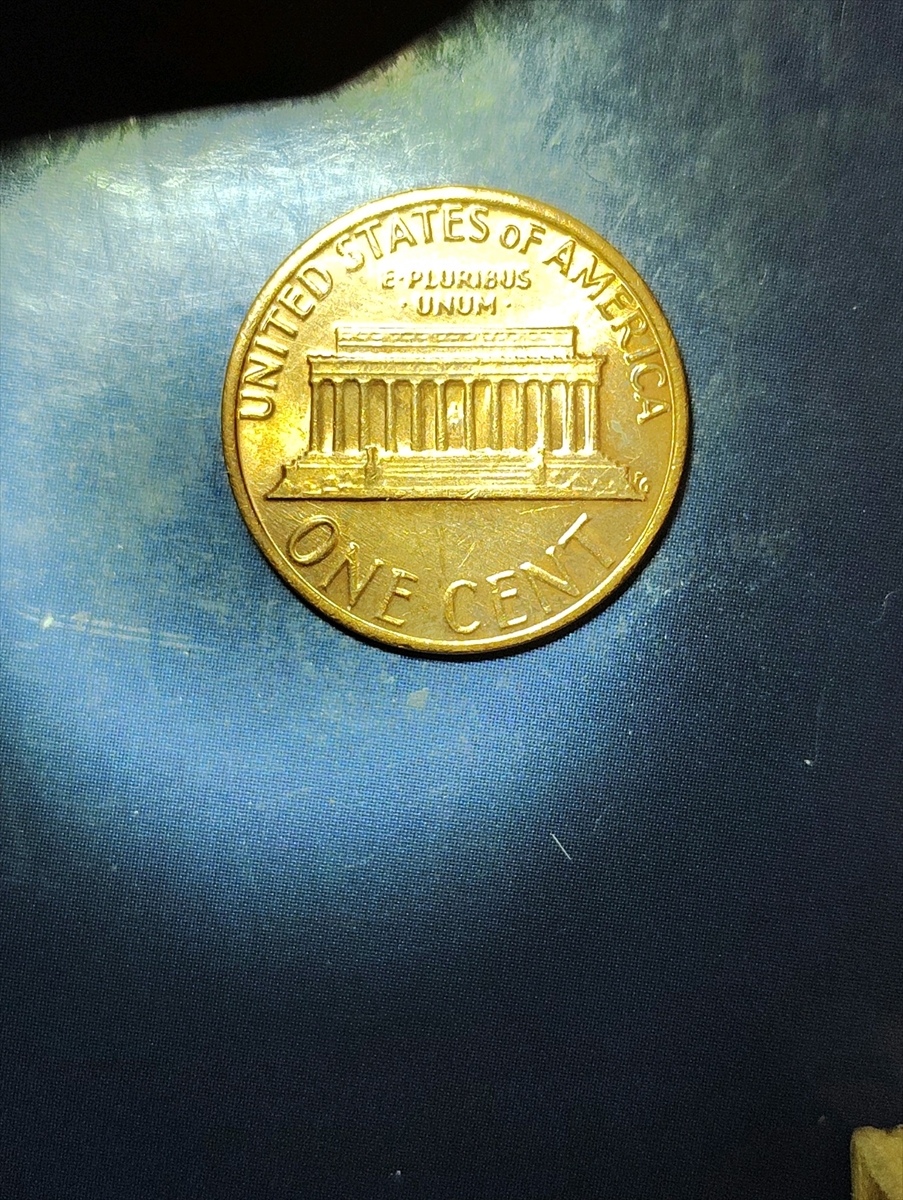 UNITED STATES OF AMERICA
E·PLURIBUS
·UNUM·
ONE CENT